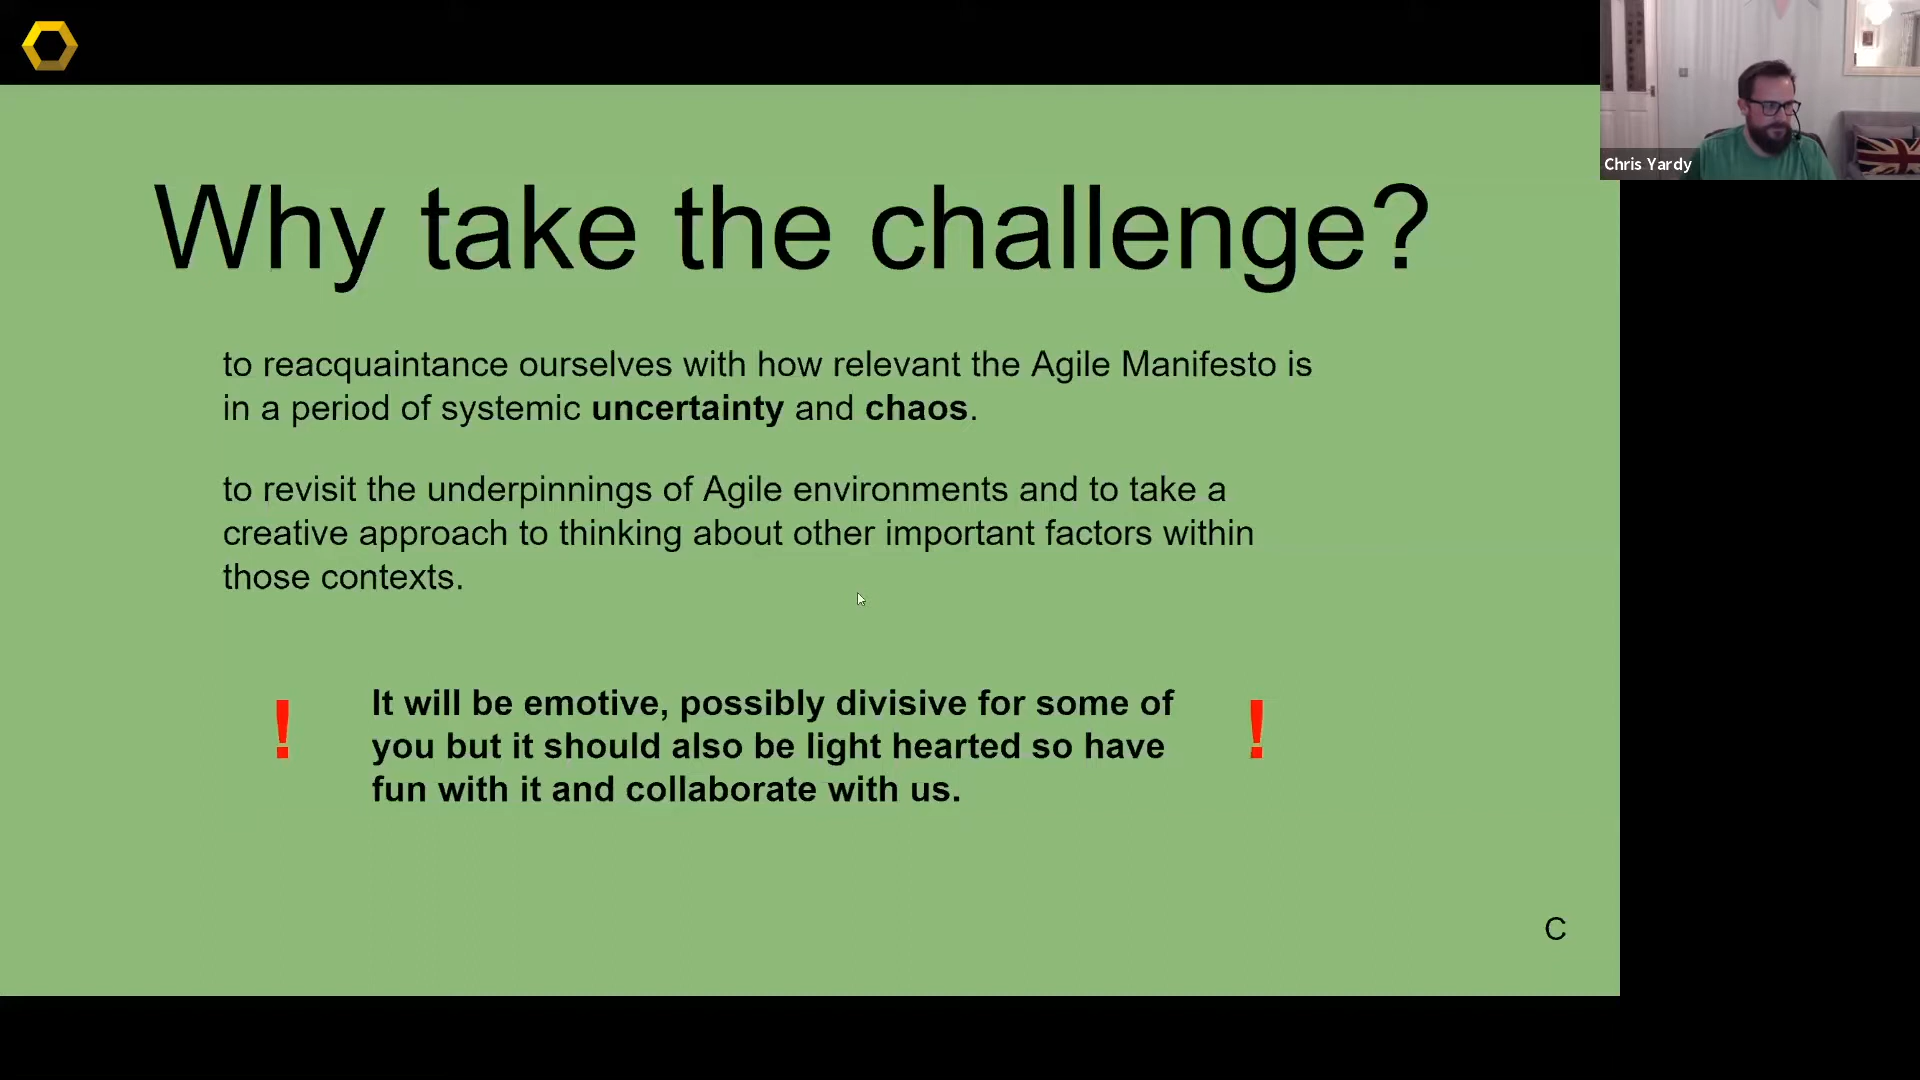 Chris Yardy
Why take the challenge?
to reacquaintance ourselves with how relevant the Agile Manifesto is
in a period of systemic uncertainty and chaos.
to revisit the underpinnings of Agile environments and to take a
creative approach to thinking about other important factors within
those contexts.
! It will be emotive, possibly divisive for some of !
you but it should also be light hearted so have
fun with it and collaborate with us.
C